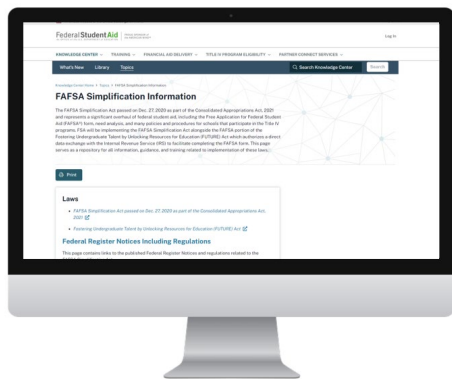 Federal Student Aid
Log In
KNOWLEDGE CENTER TRAINING FINANCIAL AID DELIVERY TITLE IV PROGRAM ELIGIBILITY PARTNER CONNECT SERVICES
What's New Library Topics Search Knowledge Center Search
Knowledge Center Home > Topics > FAFSA Simplification Information
FAFSA Simplification Information
The FAFSA Simplification Act passed on Dec. 27, 2020 as part of the Consolidated Appropriations Act, 2021
and represents a significant overhaul of federal student aid, including the Free Application for Federal Student
Aid (FAFSA®) form, need analysis, and many policies and procedures for schools that participate in the Title IV
programs. FSA will be implementing the FAFSA Simplification Act alongside the FAFSA portion of the
Fostering Undergraduate Talent by Unlocking Resources for Education (FUTURE) Act which authorizes a direct
data exchange with the Internal Revenue Service (IRS) to facilitate completing the FAFSA form. This page
serves as a repository for all information, guidance, and training related to implementation of these laws.
Print
Laws
• FAFSA Simplification Act passed on Dec. 27, 2020 as part of the Consolidated Appropriations Act,
2021
• Fostering Undergraduate Talent by Unlocking Resources for Education (FUTURE) Act
Federal Register Notices Including Regulations
This page contains links to the published Federal Register Notices and regulations related to the